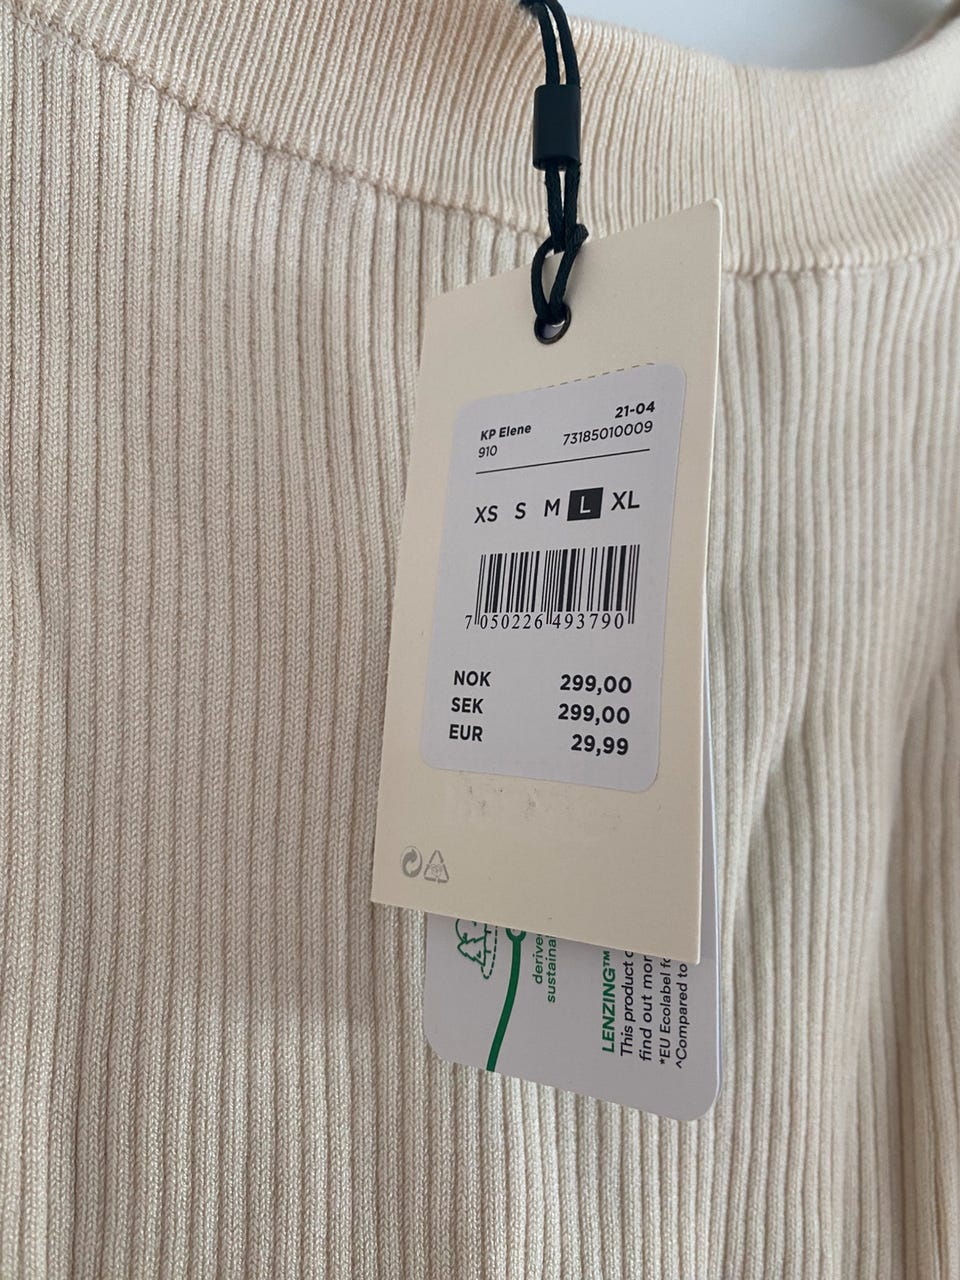 KP Elene 21-04
910 73185010009
XS S M L XL
7 050226 493790
NOK 299,00
SEK 299,00
EUR 29,99
derive
sustaina
LENZING™
This product
find out mor
*EU Ecolabel fo
^Compared to